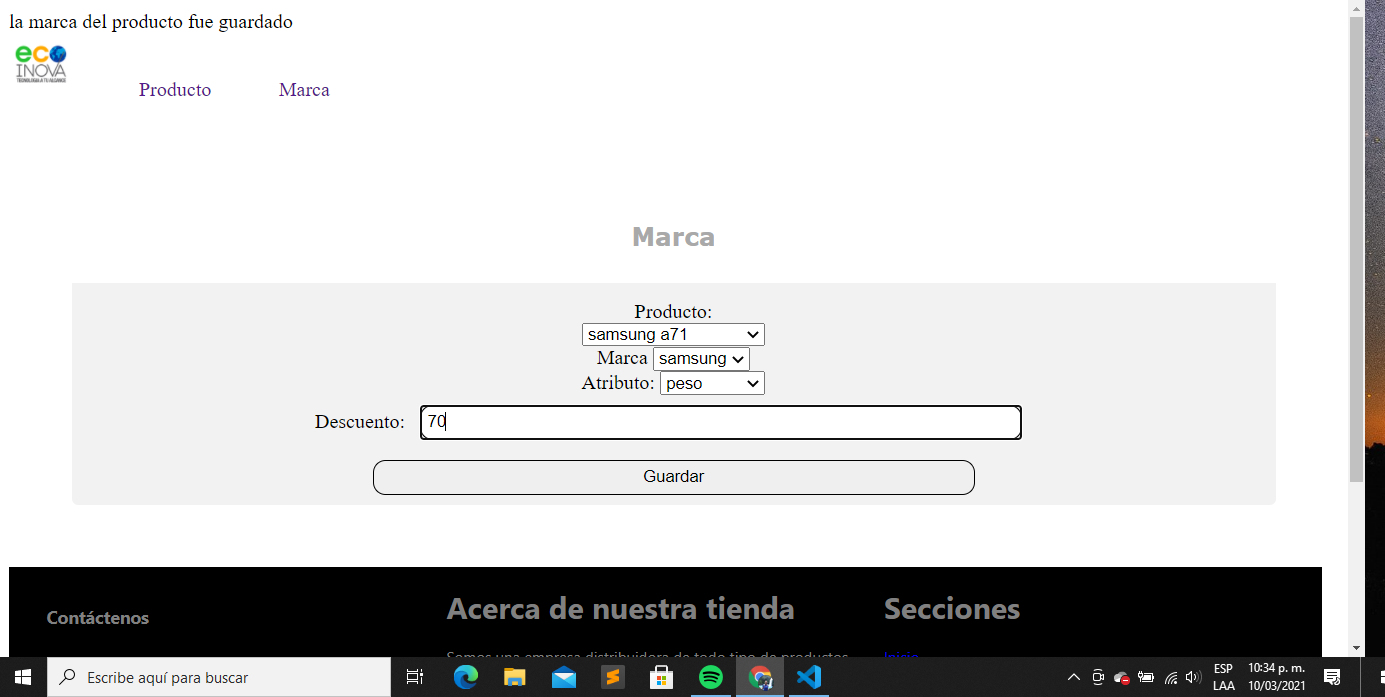 la marca del producto fue guardado
eco
INOVA
Producto Marca
Marca
Producto:
samsung a71
Marca samsung
Atributo: peso
Descuento: 70
Guardar
Contáctenos
Acerca de nuestra tienda
Secciones
Somos una empresa distribuidora de todo tipo de productos
Inicio
Escribe aquí para buscar
ESP
LAA
10:34 p. m.
10/03/2021